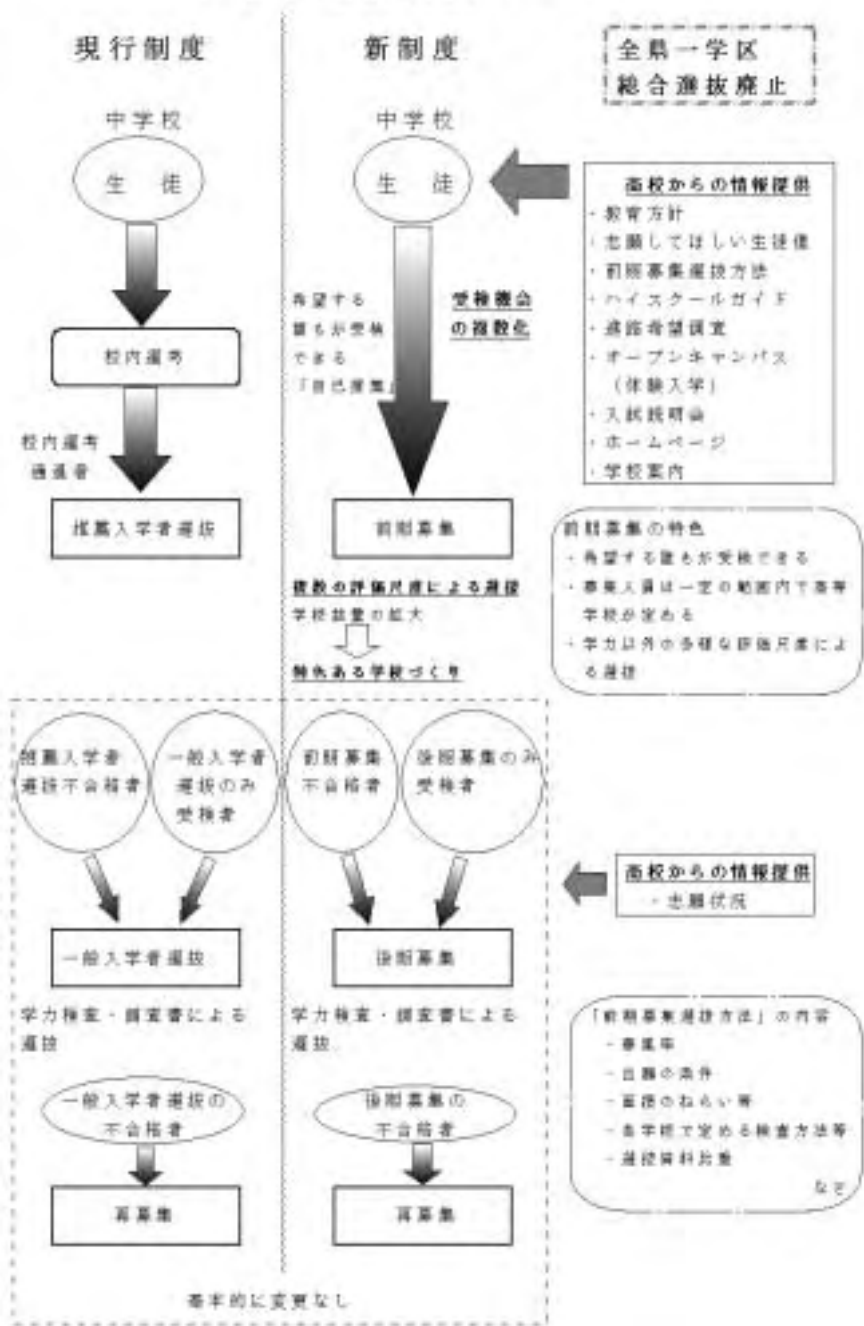 現行制度
新制度
全県一学区
総合選抜廃止
中学校
生 徒
中学校
生 徒
高校からの情報提供
・教育方針
・志願してほしい生徒像
・前期募集選抜方法
・ハイスクールガイド
・進路希望調査
・オープンキャンパス
(体験入学)
・入試説明会
・ホームページ
・学校案内
希望する
誰もが受検
できる
「自己推薦」
受検機会
の複数化
校内選考
校内選考
通過者
推薦入学者選抜
前期募集
複数の評価尺度による選抜
学校裁量の拡大
特色ある学校づくり
前期募集の特色
・希望する誰もが受検できる
・募集人員は一定の範囲内で高等
学校が定める
・学力以外の多様な評価尺度によ
る選抜
推薦入学者
選抜不合格者
一般入学者
選抜のみ
受検者
前期募集
不合格者
後期募集のみ
受検者
高校からの情報提供
・志願状況
一般入学者選抜
後期募集
学力検査・調査書による
選抜
学力検査・調査書による
選抜
「前期募集選抜方法」の内容
－募集率
－出願の条件
－面接のねらい等
－各学校で定める検査方法等
－選抜資料比重
など
一般入学者選抜の
不合格者
後期募集の
不合格者
再募集
再募集
基本的に変更なし